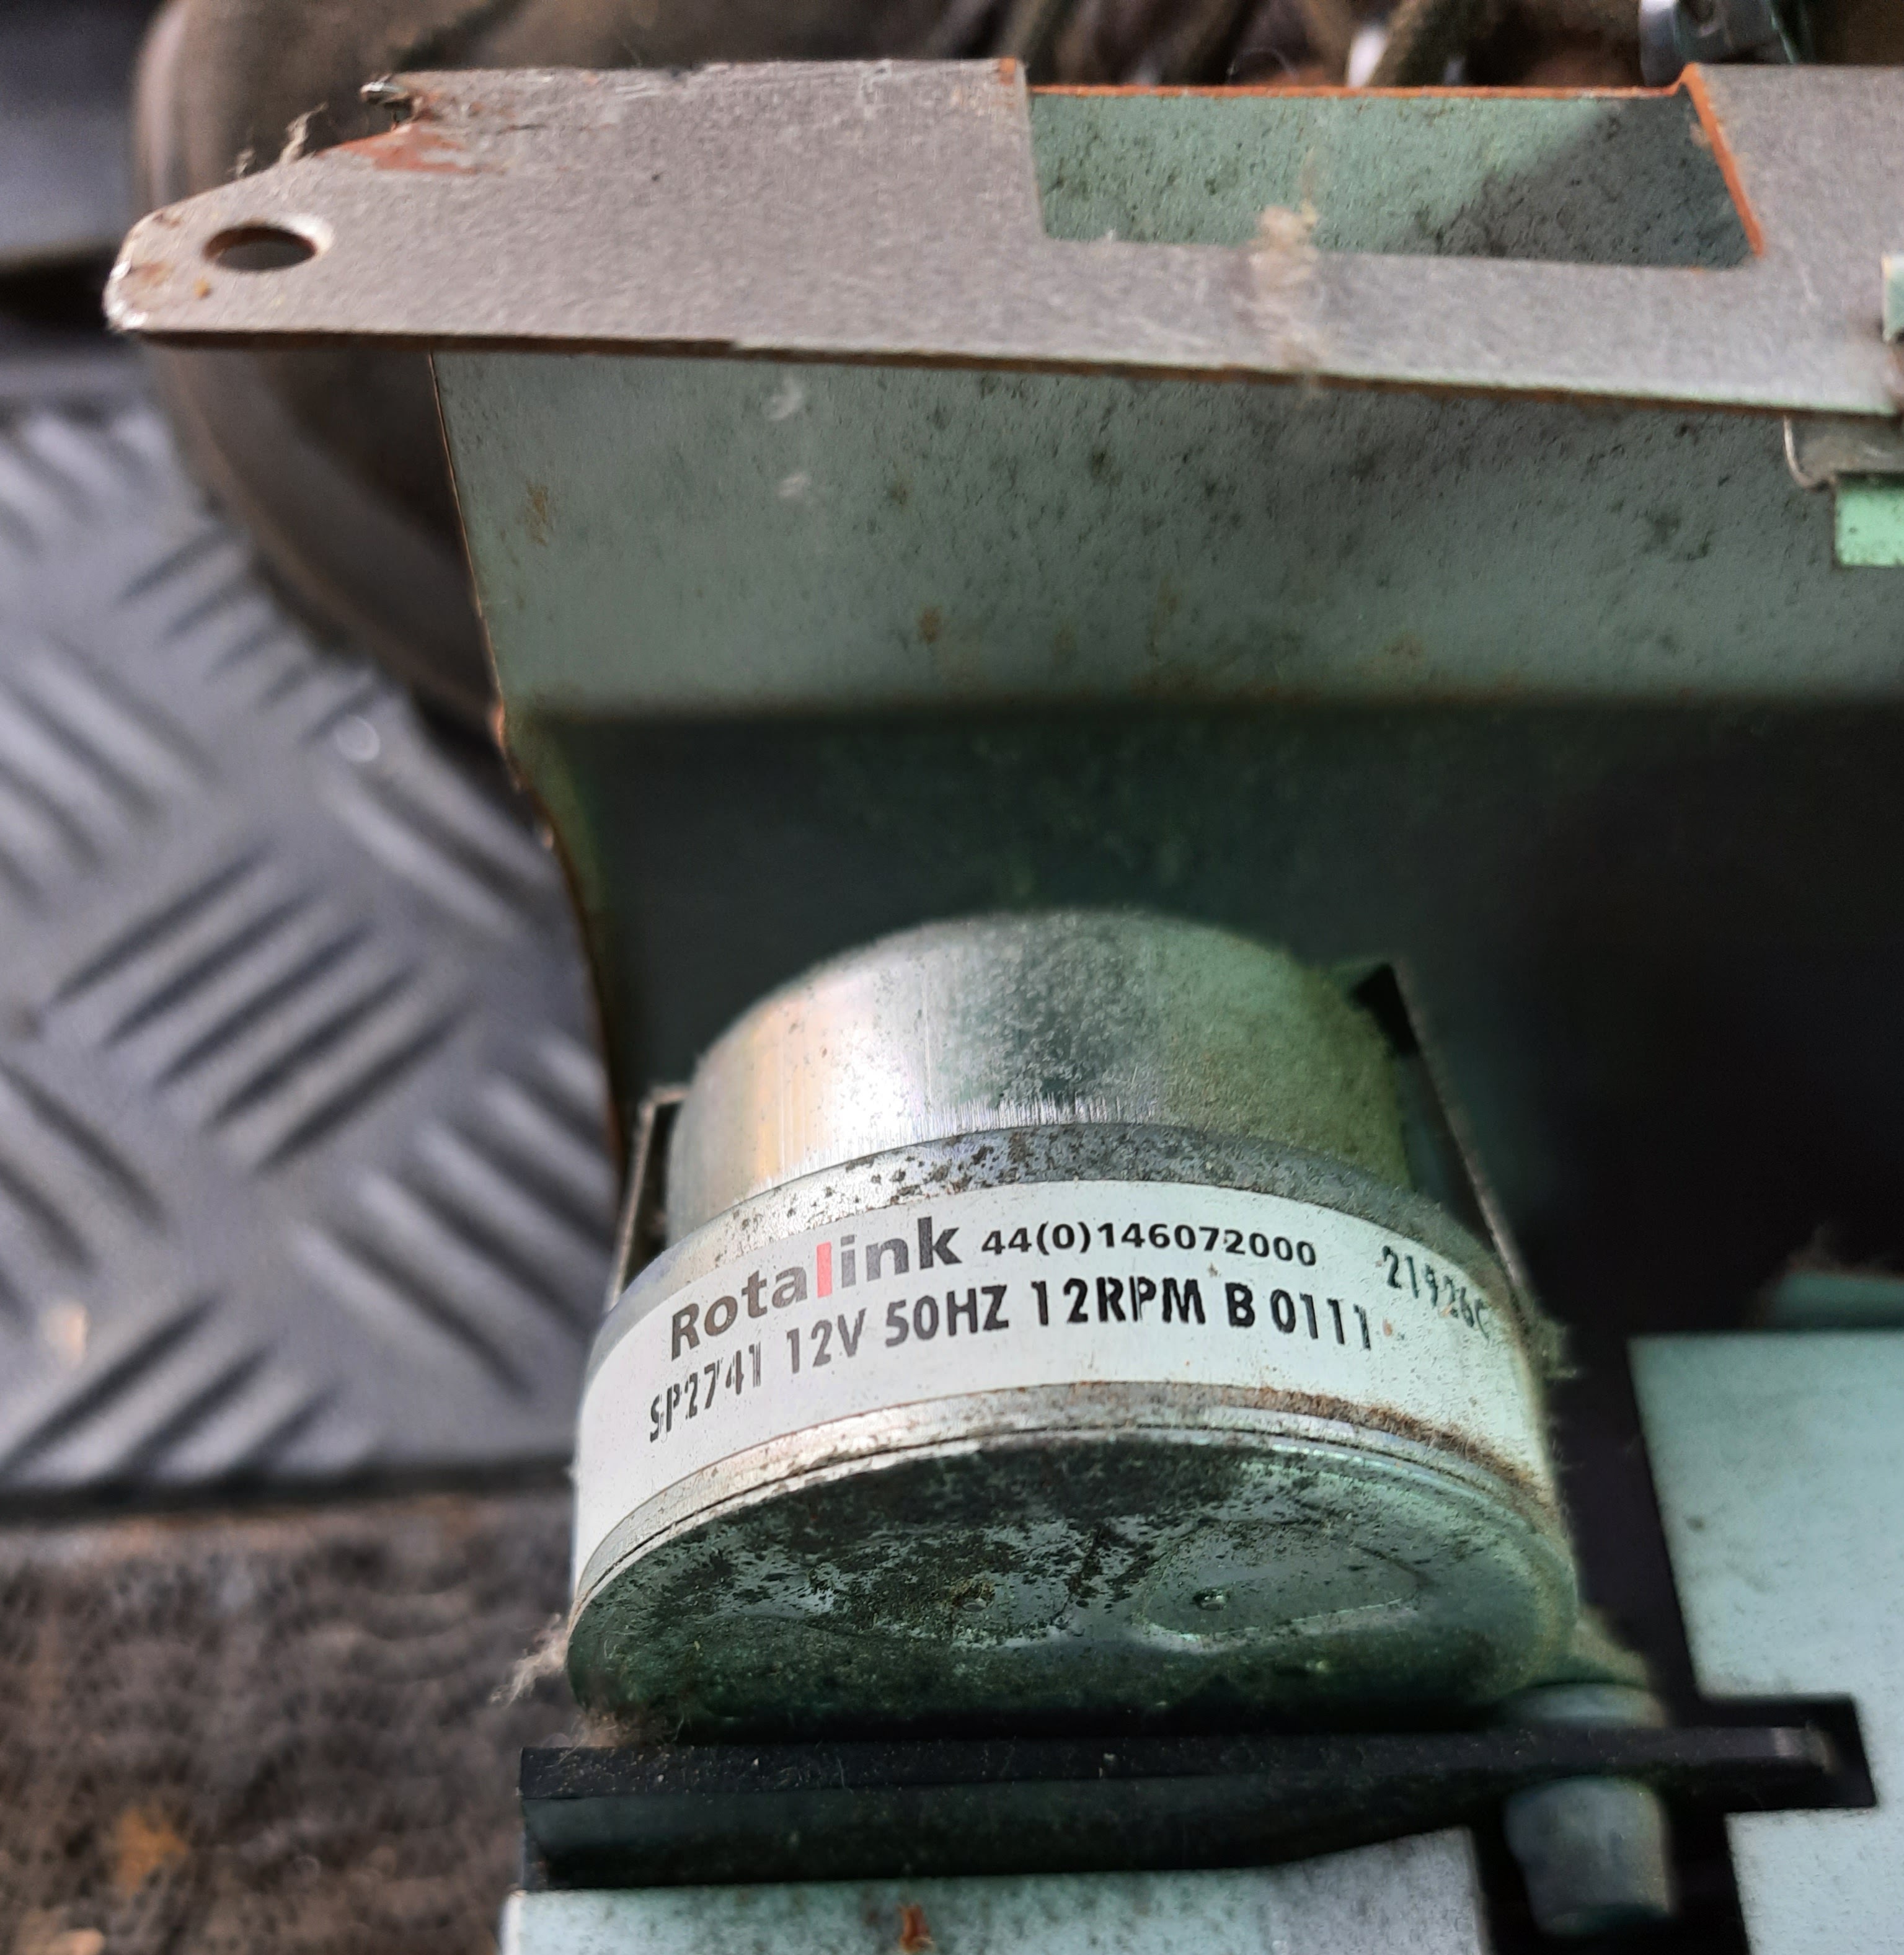 Rotalink 44(0)146072000
SP2741 12V 50HZ 12RPM B 0111